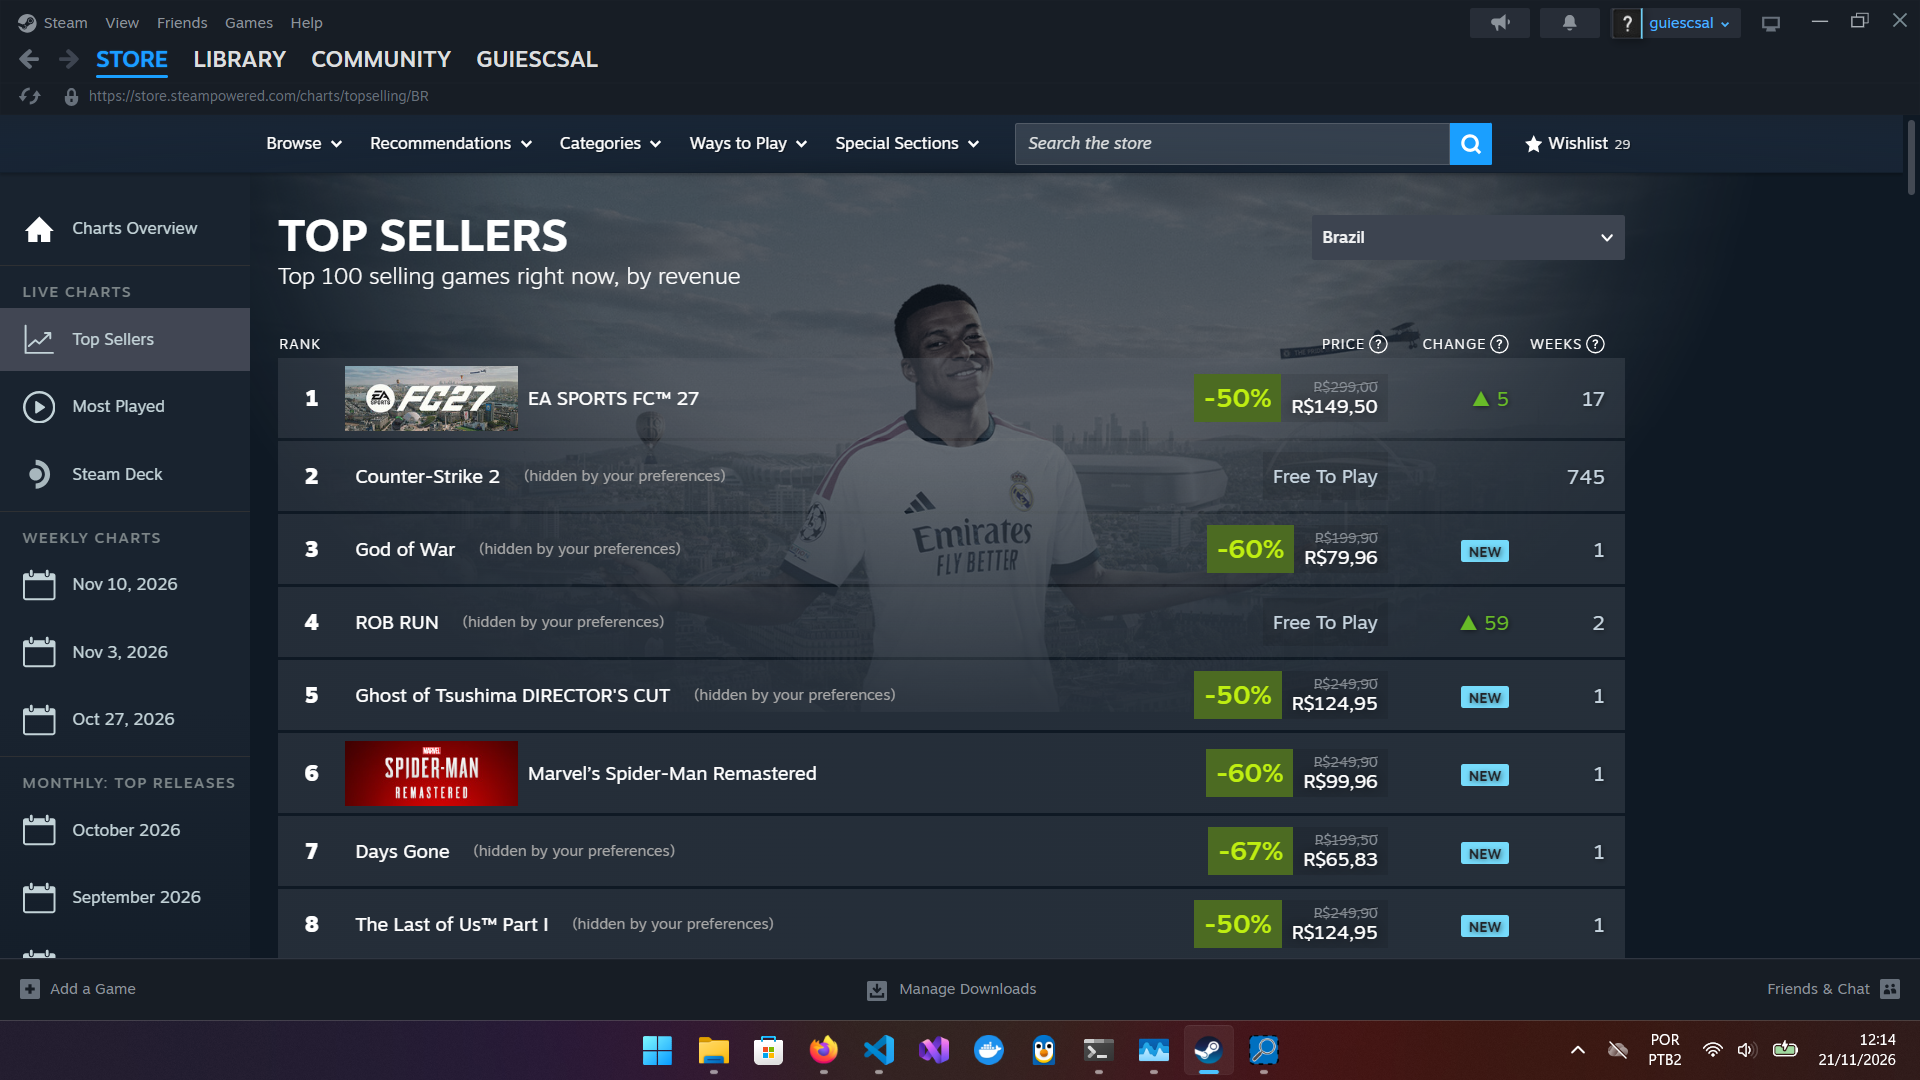 Steam View Friends Games Help
? guiescsal
STORE LIBRARY COMMUNITY GUIESCSAL
https://store.steampowered.com/charts/topselling/BR
Browse Recommendations Categories Ways to Play Special Sections Search the store Wishlist 29
Charts Overview
LIVE CHARTS
Top Sellers
Most Played
Steam Deck
WEEKLY CHARTS
Nov 10, 2026
Nov 3, 2026
Oct 27, 2026
MONTHLY: TOP RELEASES
October 2026
September 2026
TOP SELLERS
Top 100 selling games right now, by revenue
Brazil
RANK PRICE ? CHANGE ? WEEKS ?
1 EA SPORTS FC27 EA SPORTS FC™ 27 -50% R$299,00 R$149,50 ▲ 5 17
2 Counter-Strike 2 (hidden by your preferences) Free To Play 745
3 God of War (hidden by your preferences) -60% R$199,90 R$79,96 NEW 1
4 ROB RUN (hidden by your preferences) Free To Play ▲ 59 2
5 Ghost of Tsushima DIRECTOR'S CUT (hidden by your preferences) -50% R$249,90 R$124,95 NEW 1
6 MARVEL SPIDER-MAN REMASTERED Marvel’s Spider-Man Remastered -60% R$249,90 R$99,96 NEW 1
7 Days Gone (hidden by your preferences) -67% R$199,50 R$65,83 NEW 1
8 The Last of Us™ Part I (hidden by your preferences) -50% R$249,90 R$124,95 NEW 1
Emirates
FLY BETTER
Add a Game Manage Downloads Friends & Chat
POR
PTB2
12:14
21/11/2026